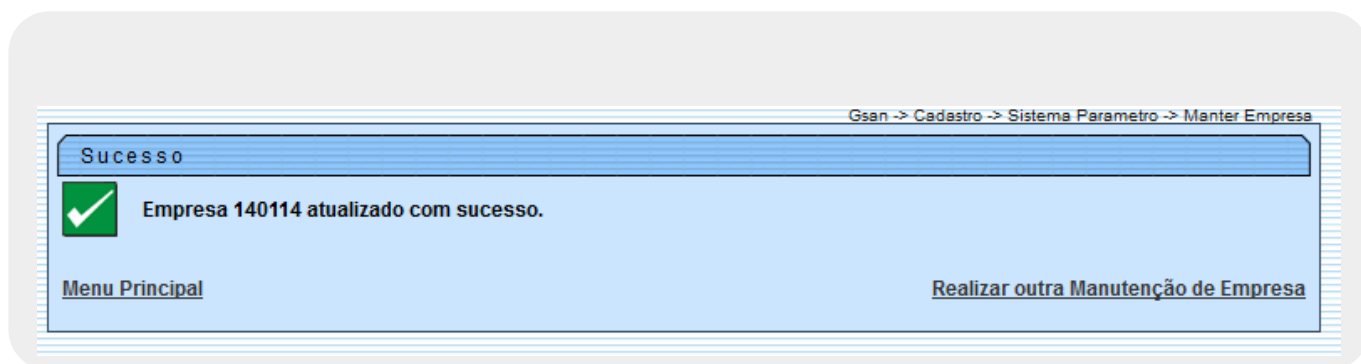 Gsan -> Cadastro -> Sistema Parametro -> Manter Empresa
Sucesso
Empresa 140114 atualizado com sucesso.
Menu Principal
Realizar outra Manutenção de Empresa